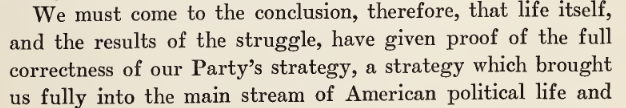 We must come to the conclusion, therefore, that life itself,
and the results of the struggle, have given proof of the full
correctness of our Party's strategy, a strategy which brought
us fully into the main stream of American political life and